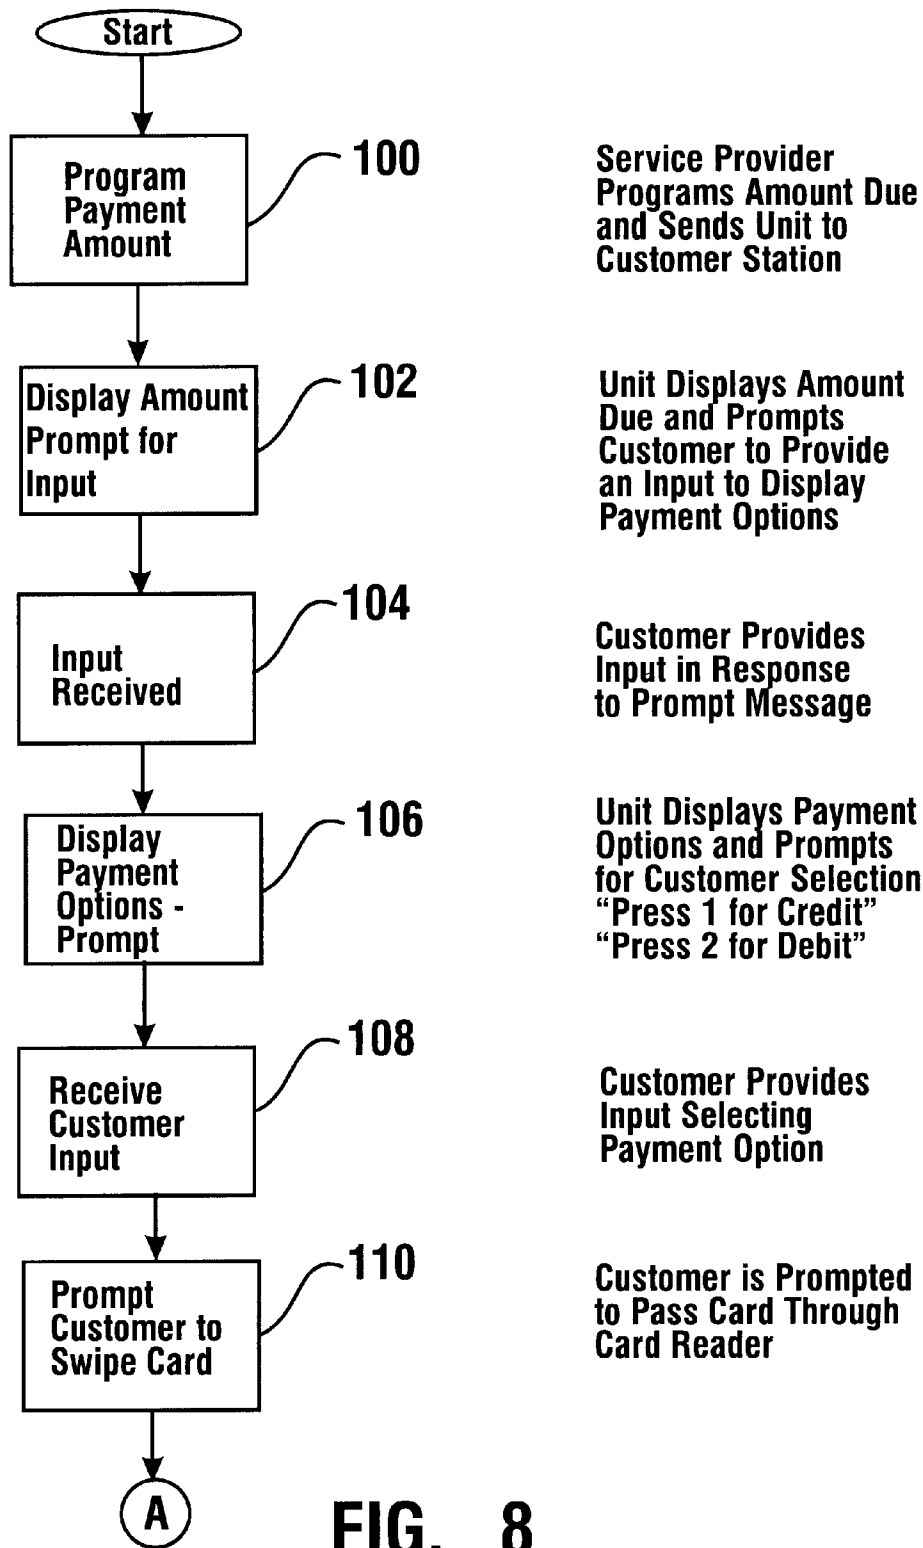 Start
Program
Payment
Amount
100
Service Provider
Programs Amount Due
and Sends Unit to
Customer Station
Display Amount
Prompt for
Input
102
Unit Displays Amount
Due and Prompts
Customer to Provide
an Input to Display
Payment Options
Input
Received
104
Customer Provides
Input in Response
to Prompt Message
Display
Payment
Options -
Prompt
106
Unit Displays Payment
Options and Prompts
for Customer Selection
“Press 1 for Credit”
“Press 2 for Debit”
Receive
Customer
Input
108
Customer Provides
Input Selecting
Payment Option
Prompt
Customer to
Swipe Card
110
Customer is Prompted
to Pass Card Through
Card Reader
A
FIG. 8